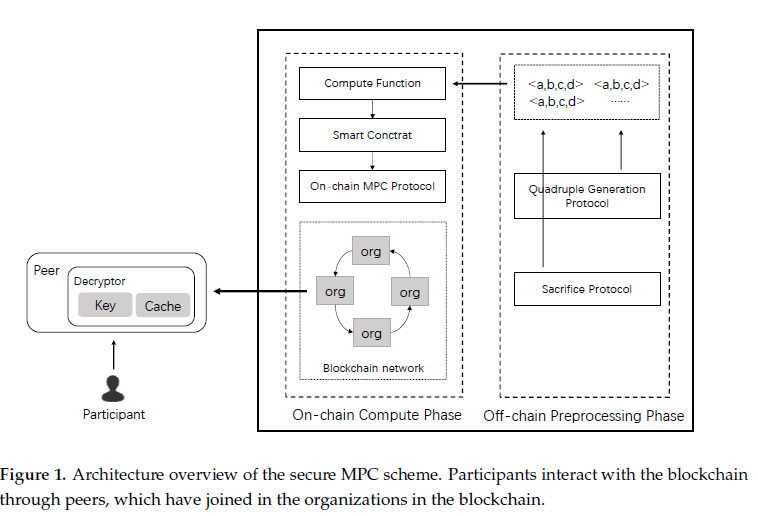 Compute Function
Smart Conctrat
On-chain MPC Protocol
org
org
org
org
Blockchain network
On-chain Compute Phase
<a,b,c,d> <a,b,c,d>
<a,b,c,d> ......
Quadruple Generation
Protocol
Sacrifice Protocol
Off-chain Preprocessing Phase
Peer
Decryptor
Key
Cache
Participant
Figure 1. Architecture overview of the secure MPC scheme. Participants interact with the blockchain
through peers, which have joined in the organizations in the blockchain.